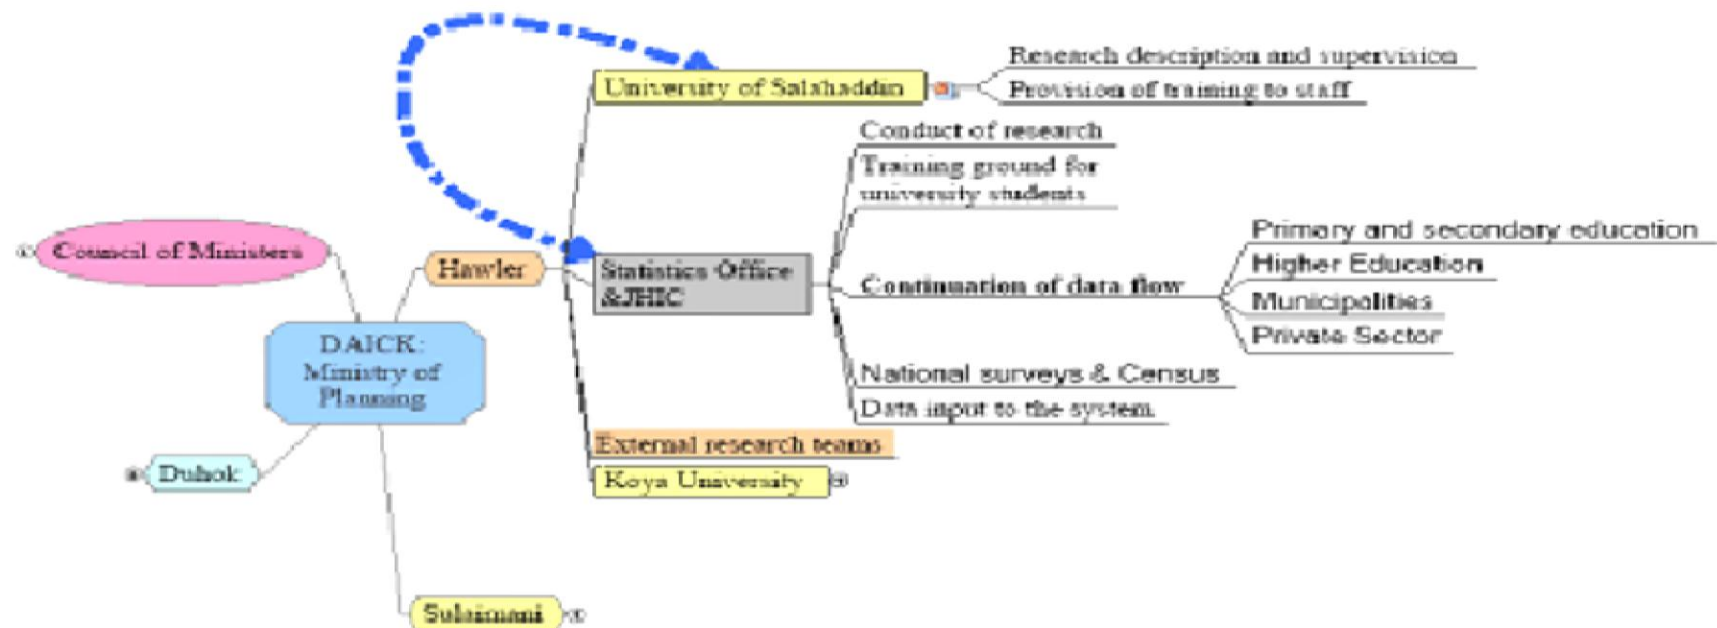 Research description and supervision
University of Salahaddin
Provision of training to staff
Conduct of research
Training ground for
university students
Council of Ministers
Hawler
Statistics Office
&JHIC
Continuation of data flow
Primary and secondary education
Higher Education
Municipalities
Private Sector
DAICK:
Ministry of
Planning
National surveys & Census
Data input to the system
External research teams
Duhok
Koya University
Sulaimani